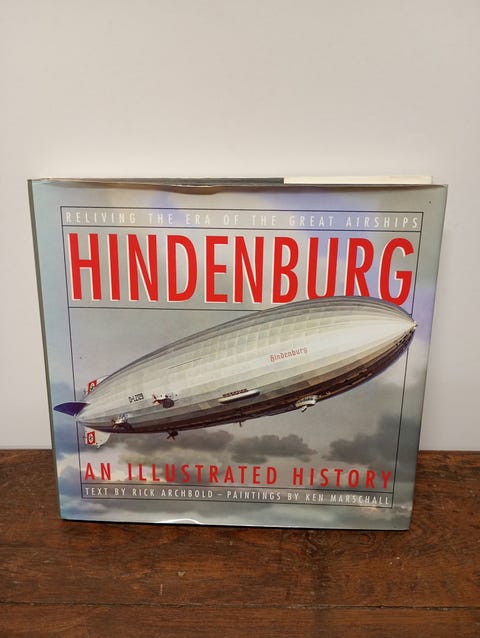 RELIVING THE ERA OF THE GREAT AIRSHIPS
HINDENBURG
Hindenburg
D-LZ129
AN ILLUSTRATED HISTORY
TEXT BY RICK ARCHBOLD – PAINTINGS BY KEN MARSCHALL